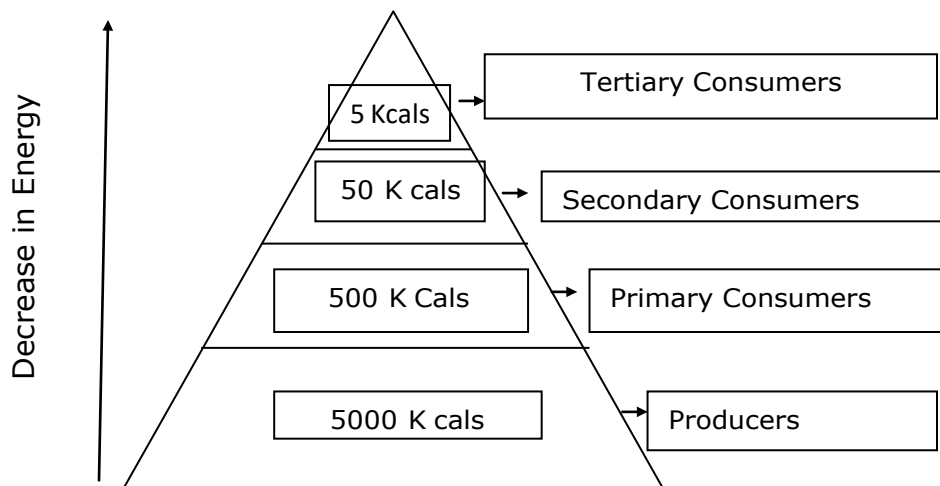 Decrease in Energy
5 Kcals
Tertiary Consumers
50 K cals
Secondary Consumers
500 K Cals
Primary Consumers
5000 K cals
Producers